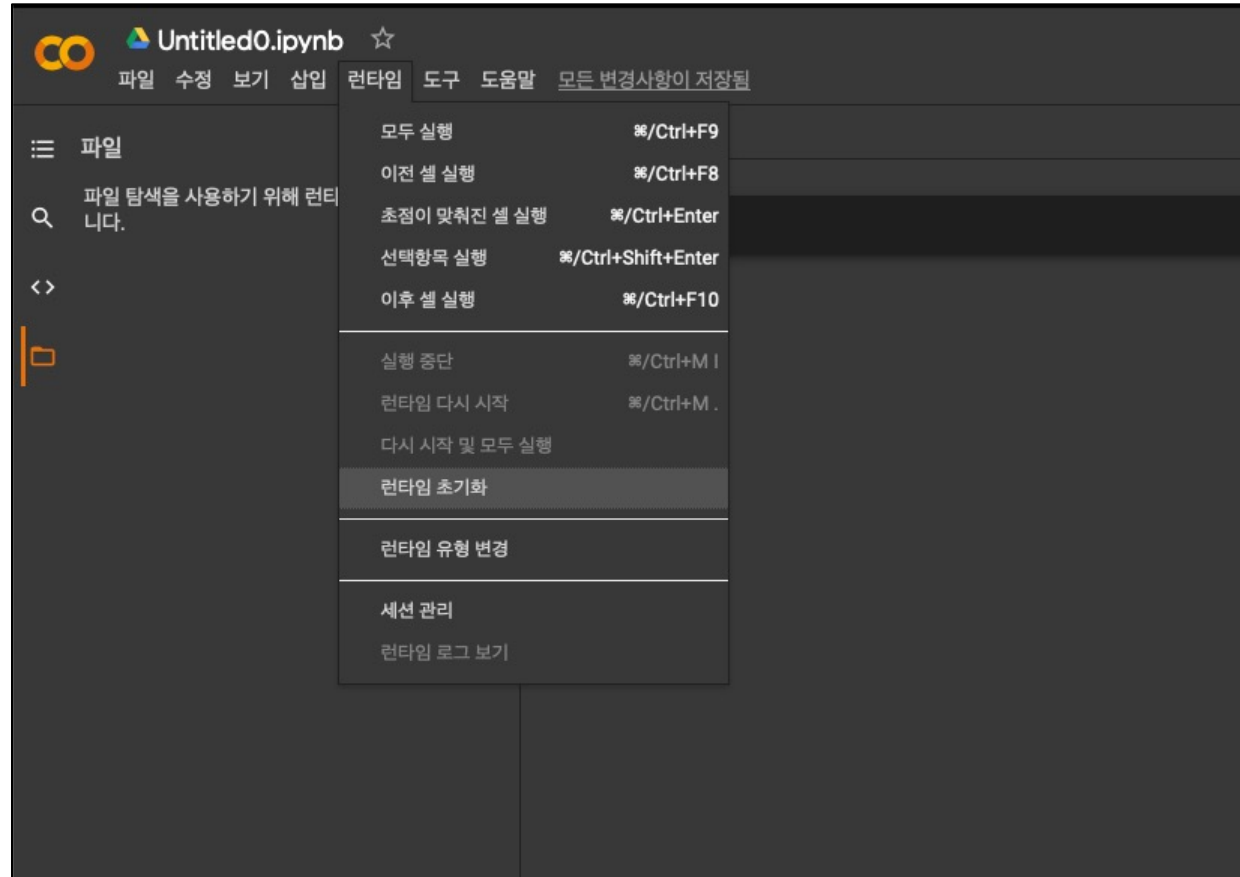 CO Untitled0.ipynb
파일 수정 보기 삽입 런타임 도구 도움말 모든 변경사항이 저장됨
파일
파일 탐색을 사용하기 위해 런타
니다.
모두 실행 ⌘/Ctrl+F9
이전 셀 실행 ⌘/Ctrl+F8
초점이 맞춰진 셀 실행 ⌘/Ctrl+Enter
선택항목 실행 ⌘/Ctrl+Shift+Enter
이후 셀 실행 ⌘/Ctrl+F10
실행 중단 ⌘/Ctrl+M I
런타임 다시 시작 ⌘/Ctrl+M .
다시 시작 및 모두 실행
런타임 초기화
런타임 유형 변경
세션 관리
런타임 로그 보기